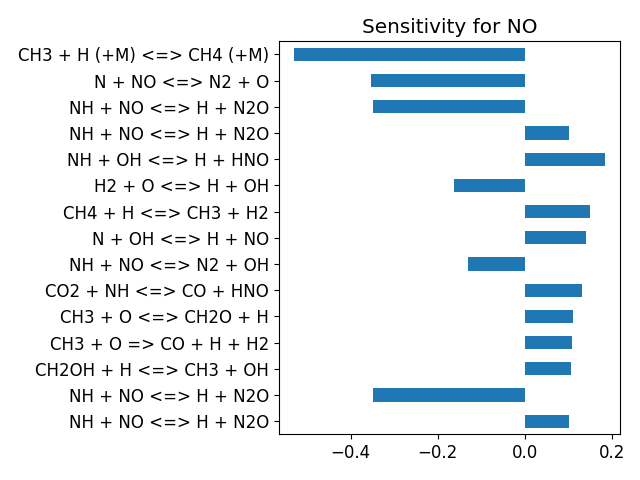 Sensitivity for NO
CH3 + H (+M) <=> CH4 (+M)
N + NO <=> N2 + O
NH + NO <=> H + N2O
NH + NO <=> H + N2O
NH + OH <=> H + HNO
H2 + O <=> H + OH
CH4 + H <=> CH3 + H2
N + OH <=> H + NO
NH + NO <=> N2 + OH
CO2 + NH <=> CO + HNO
CH3 + O <=> CH2O + H
CH3 + O => CO + H + H2
CH2OH + H <=> CH3 + OH
NH + NO <=> H + N2O
NH + NO <=> H + N2O
−0.4 −0.2 0.0 0.2